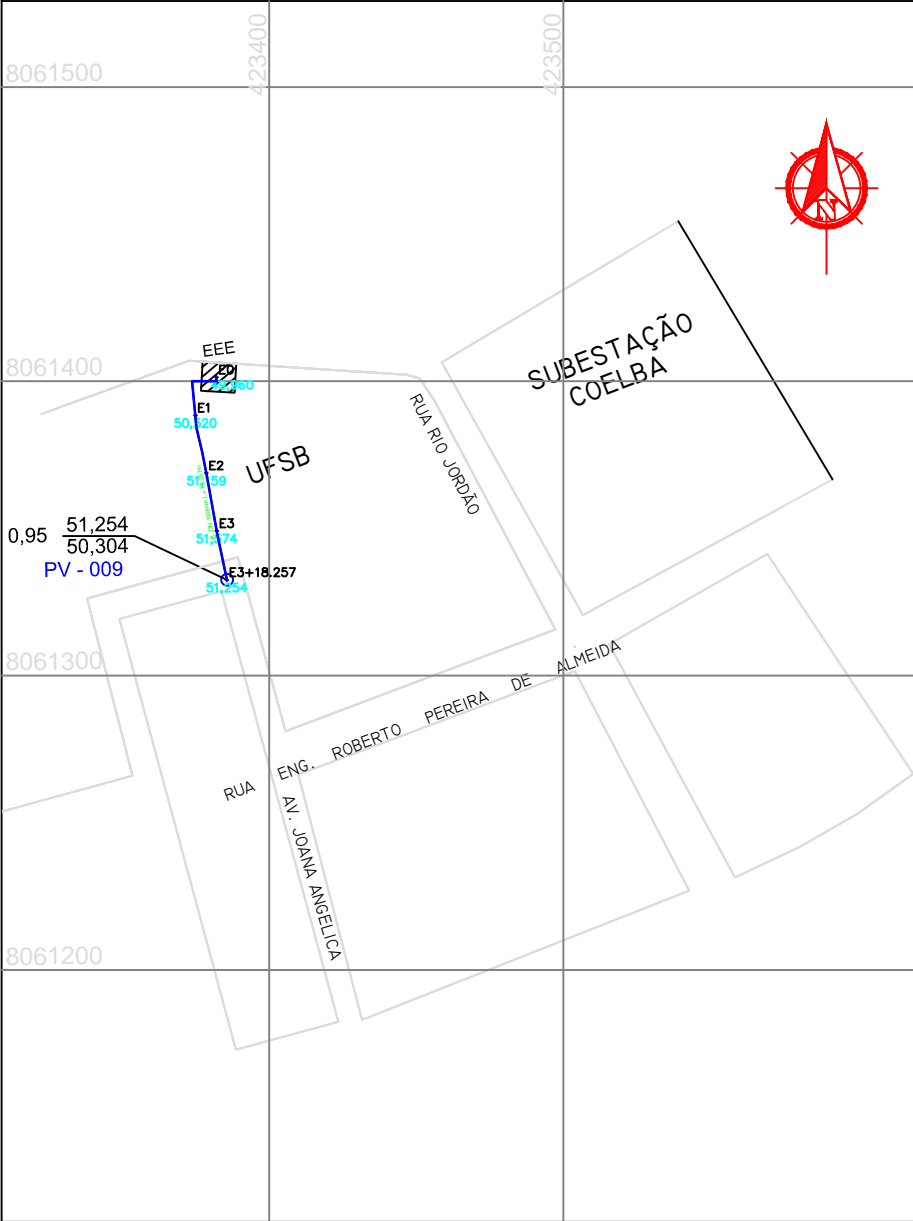 423400
423500
8061500
N
SUBESTAÇÃO
COELBA
EEE
E0
49,960
8061400
E1
50,520
RUA RIO JORDÃO
UFSB
E2
E3
0,95
51,254
50,304
PV - 009
E3+18.257
51,254
8061300
RUA ENG. ROBERTO PEREIRA DE ALMEIDA
AV. JOANA ANGELICA
8061200